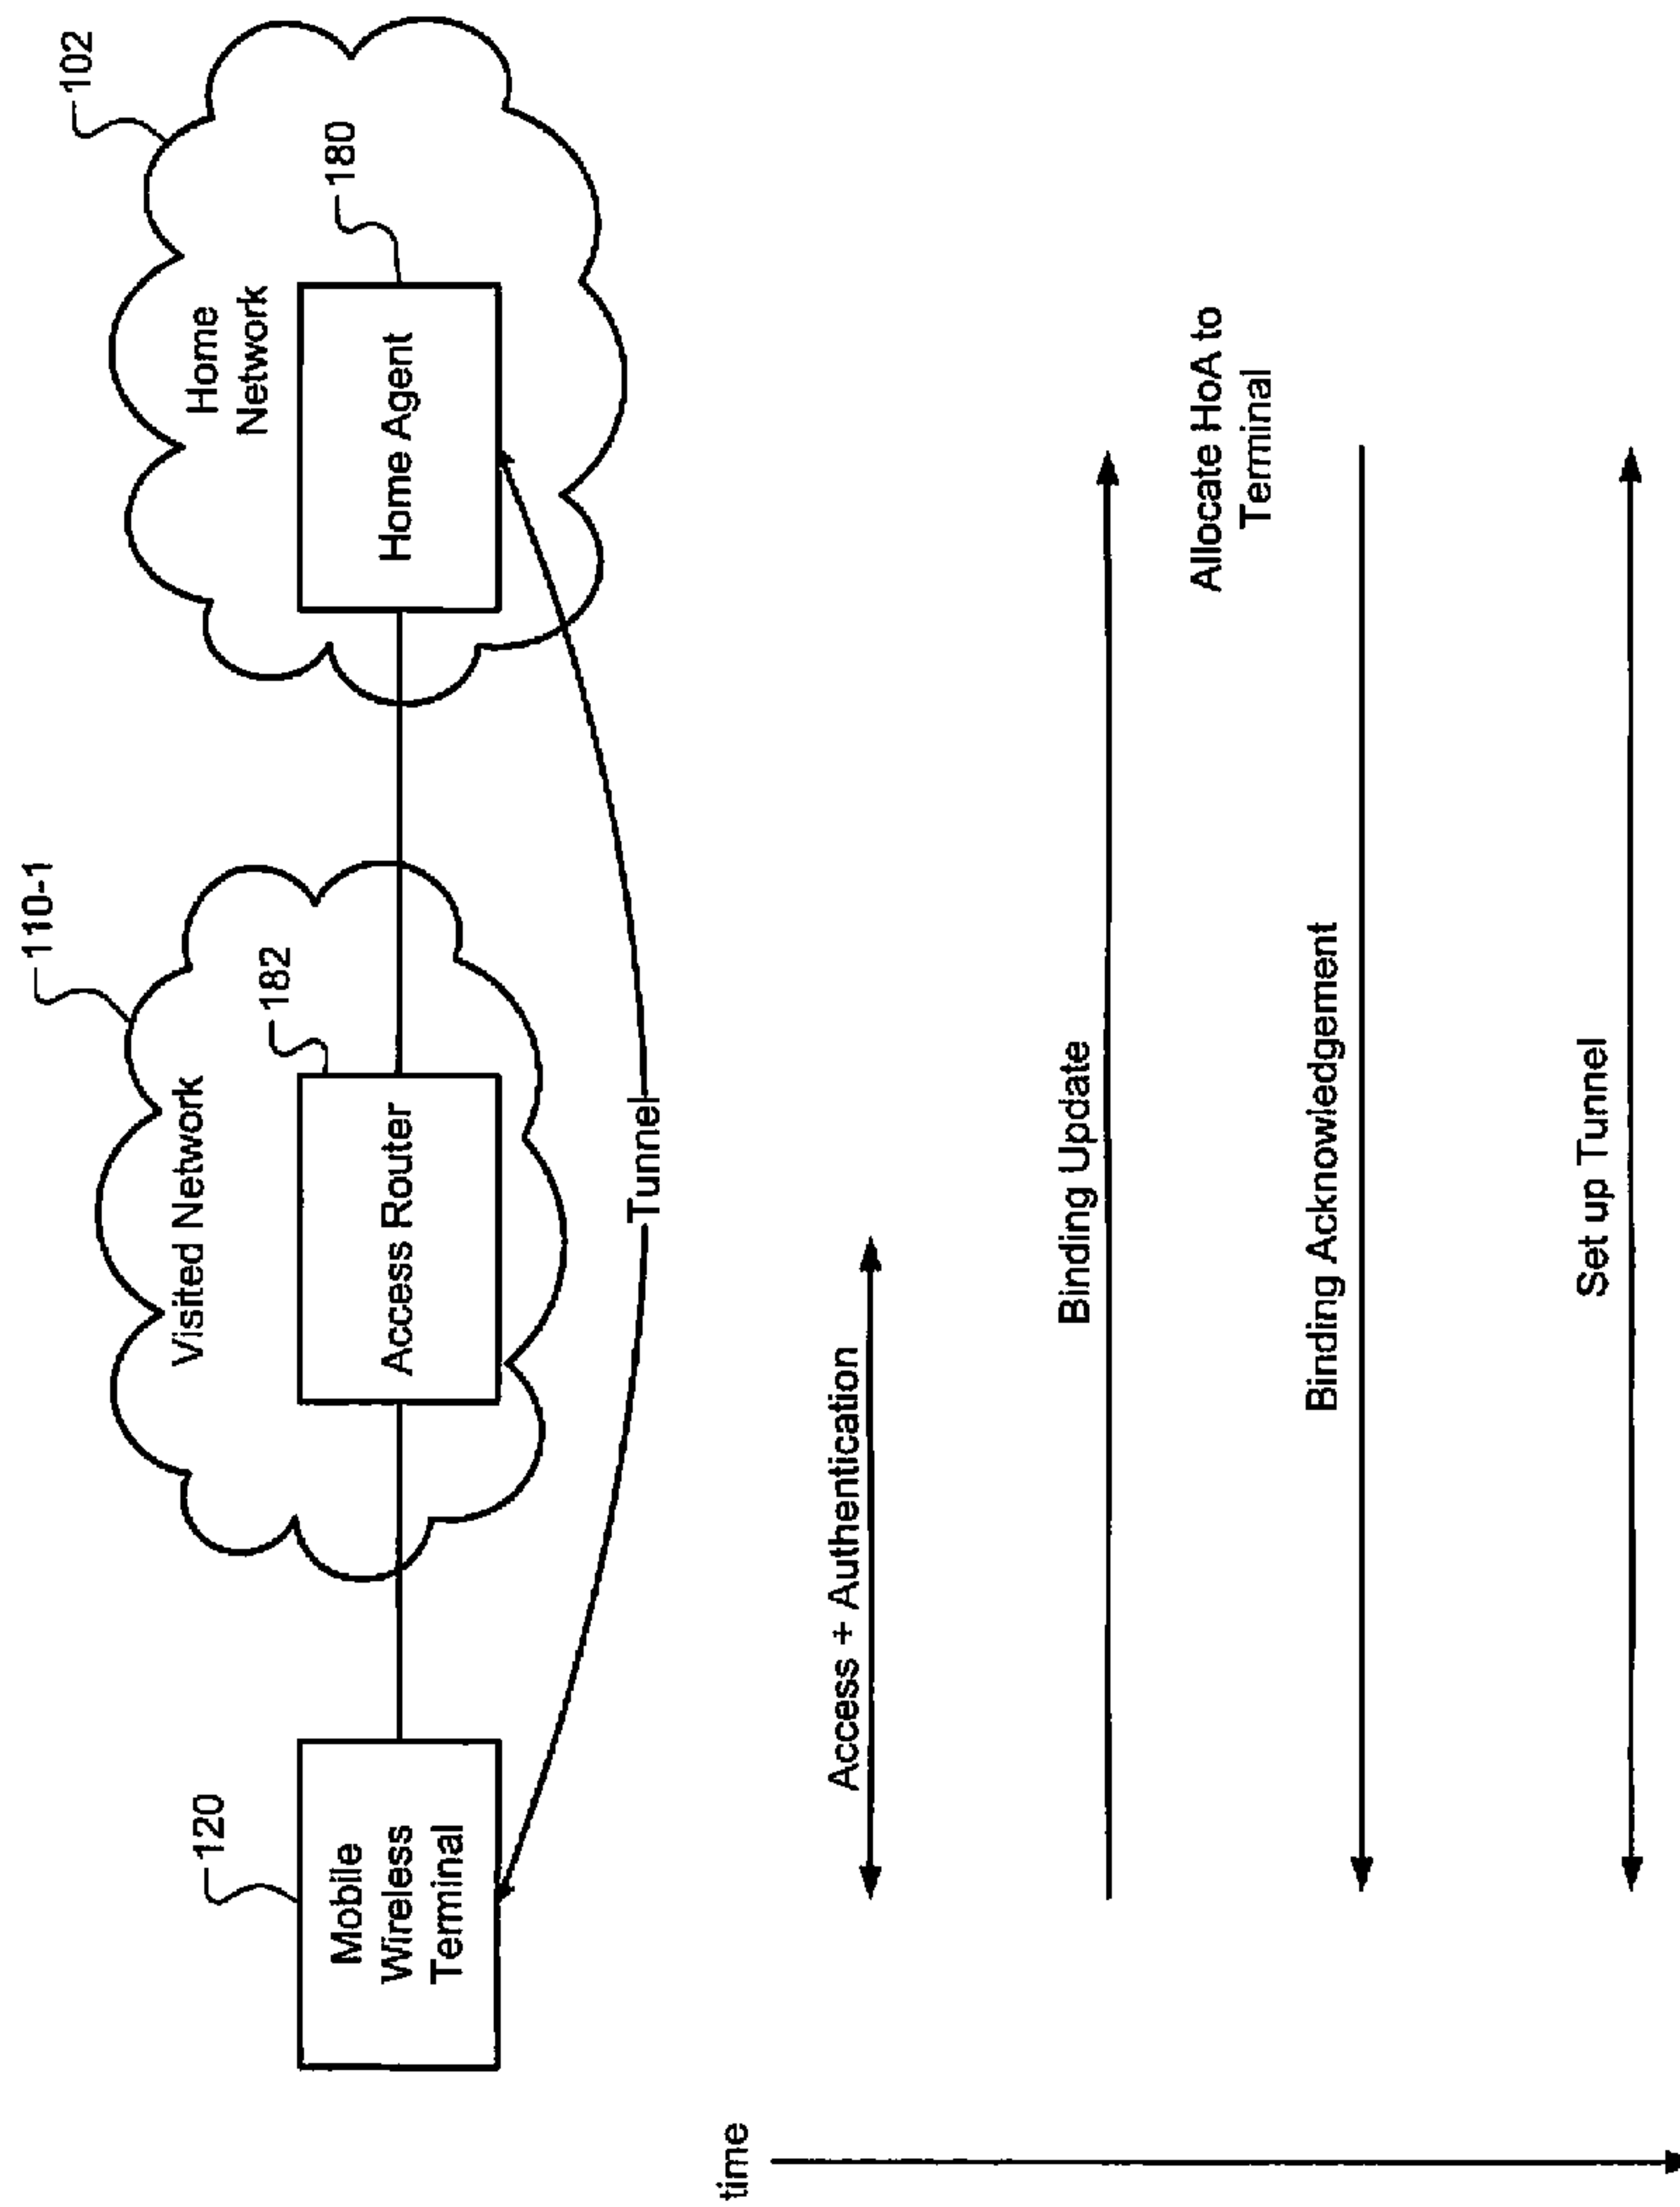 110-1
102
Visited Network
Home
Network
120
182
180
Mobile
Wireless
Terminal
Access Router
Home Agent
Tunnel
time
Access + Authentication
Binding Update
Allocate HoA to
Terminal
Binding Acknowledgement
Set up Tunnel